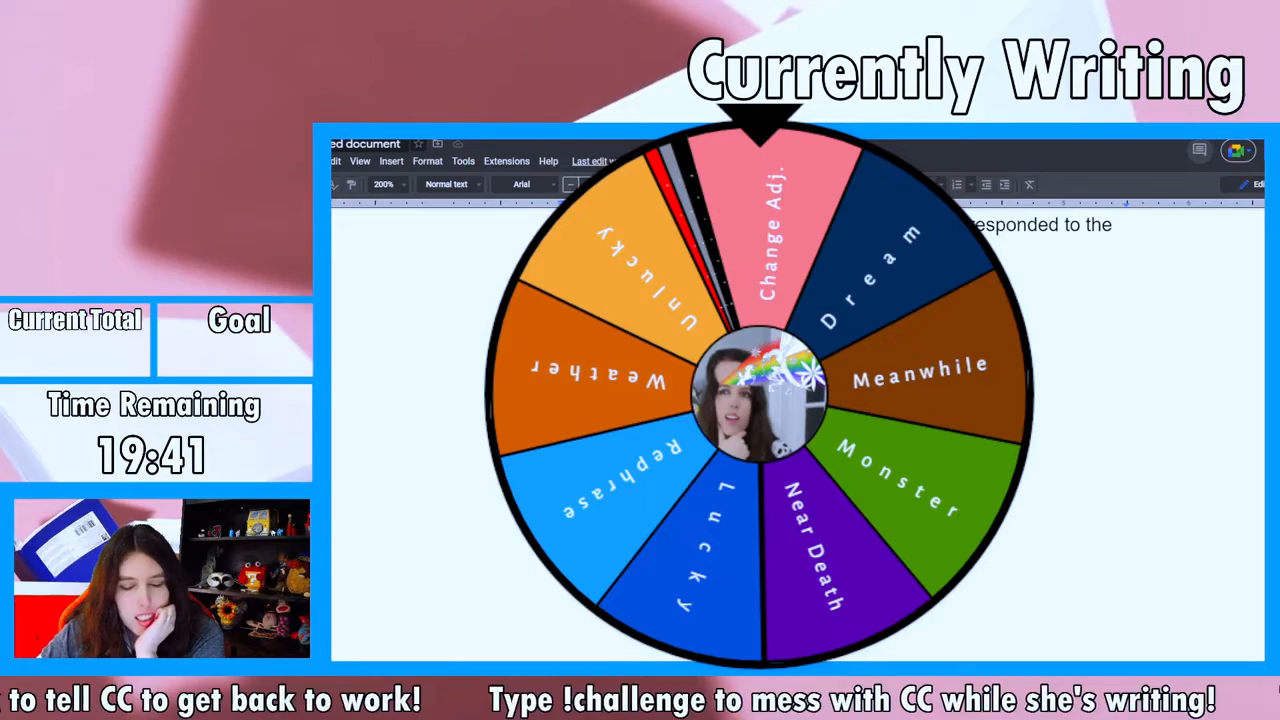 Currently Writing
ed document
dit View Insert Format Tools Extensions Help Last edit
200% Normal text Arial
Edi
esponded to the
Change Adj.
Dream
Meanwhile
Monster
Near Death
Lucky
Rephrase
Weather
Unlucky
Current Total
Goal
Time Remaining
19:41
to tell CC to get back to work! Type !challenge to mess with CC while she's writing!